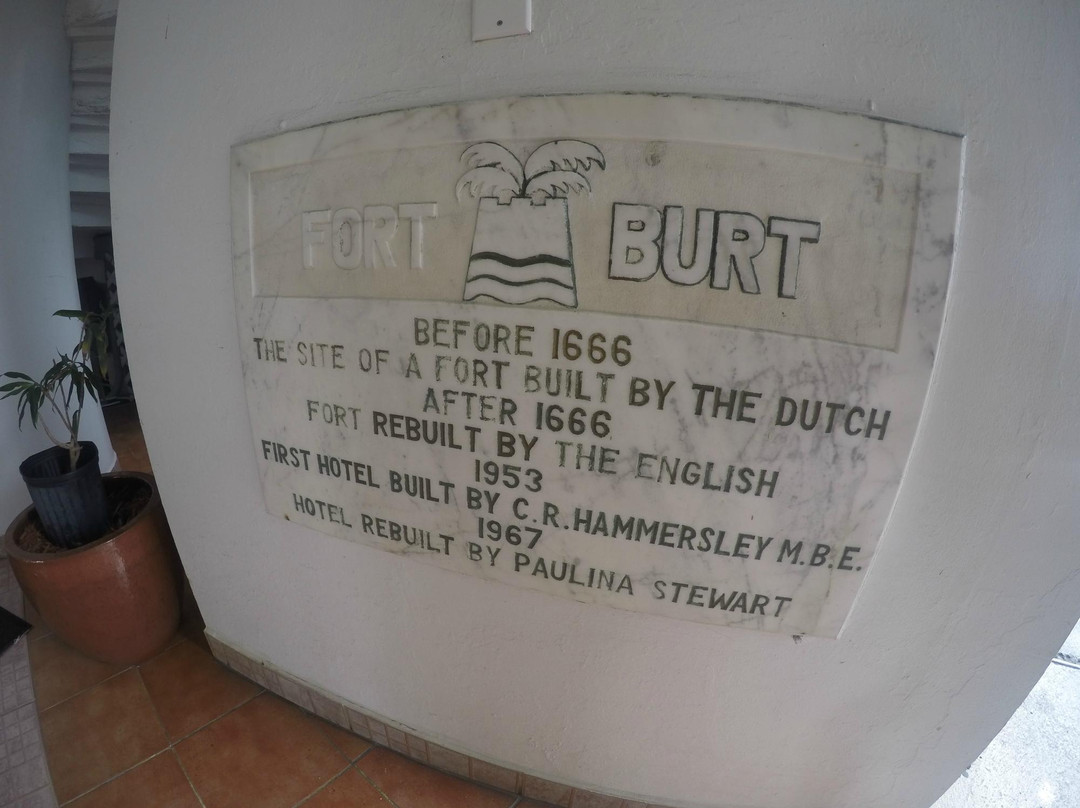 FORT BURT
BEFORE 1666
THE SITE OF A FORT BUILT BY THE DUTCH
AFTER 1666
FORT REBUILT BY THE ENGLISH
1953
FIRST HOTEL BUILT BY C.R.HAMMERSLEY M.B.E.
1967
HOTEL REBUILT BY PAULINA STEWART